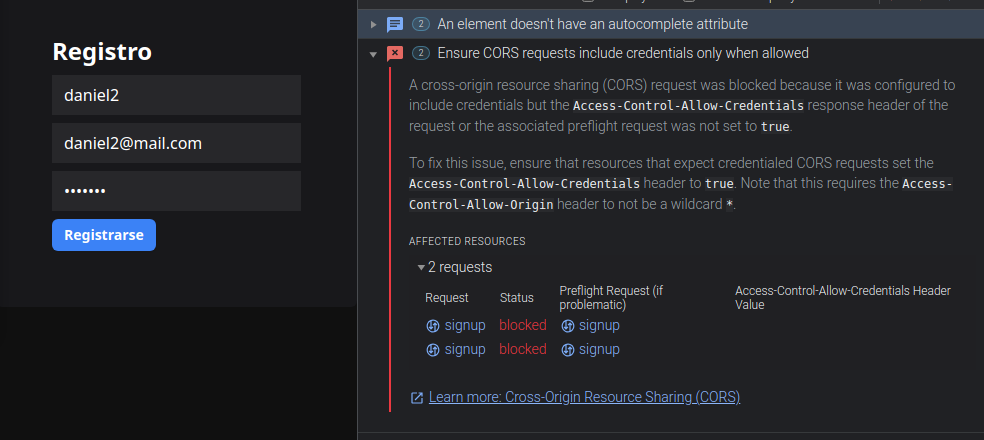 Registro
daniel2
daniel2@mail.com
•••••••
Registrarse
2 An element doesn't have an autocomplete attribute
2 Ensure CORS requests include credentials only when allowed
A cross-origin resource sharing (CORS) request was blocked because it was configured to
include credentials but the Access-Control-Allow-Credentials response header of the
request or the associated preflight request was not set to true.
To fix this issue, ensure that resources that expect credentialed CORS requests set the
Access-Control-Allow-Credentials header to true. Note that this requires the Access-
Control-Allow-Origin header to not be a wildcard *.
AFFECTED RESOURCES
2 requests
Request Status Preflight Request (if problematic) Access-Control-Allow-Credentials Header Value
signup blocked signup
signup blocked signup
Learn more: Cross-Origin Resource Sharing (CORS)